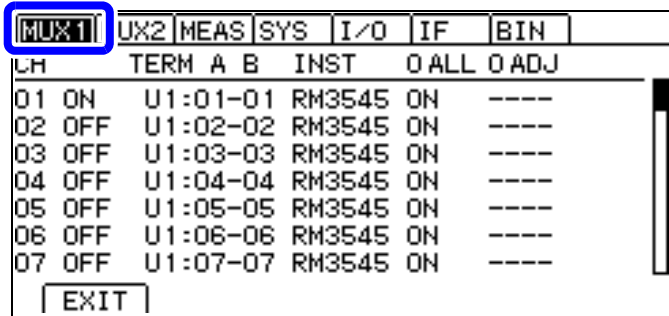 MUX1 UX2 MEAS SYS I/O IF BIN
CH TERM A B INST 0 ALL 0 ADJ
01 ON U1:01-01 RM3545 ON ----
02 OFF U1:02-02 RM3545 ON ----
03 OFF U1:03-03 RM3545 ON ----
04 OFF U1:04-04 RM3545 ON ----
05 OFF U1:05-05 RM3545 ON ----
06 OFF U1:06-06 RM3545 ON ----
07 OFF U1:07-07 RM3545 ON ----
EXIT